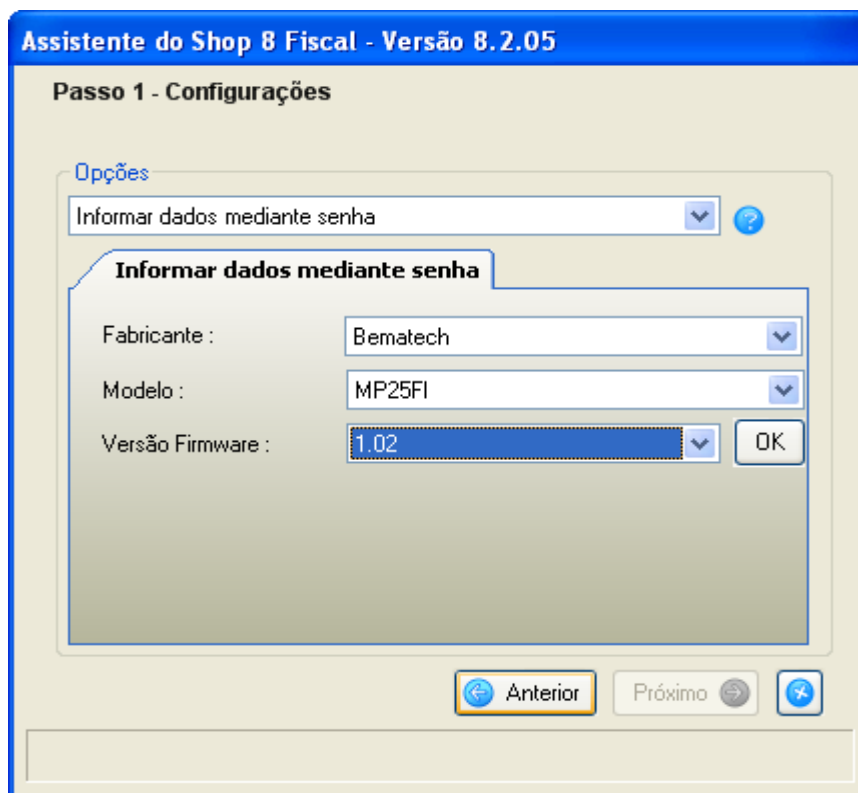 Assistente do Shop 8 Fiscal - Versão 8.2.05
Passo 1 - Configurações
Opções
Informar dados mediante senha
?
Informar dados mediante senha
Fabricante : Bematech
Modelo : MP25FI
Versão Firmware : 1.02 OK
Anterior Próximo